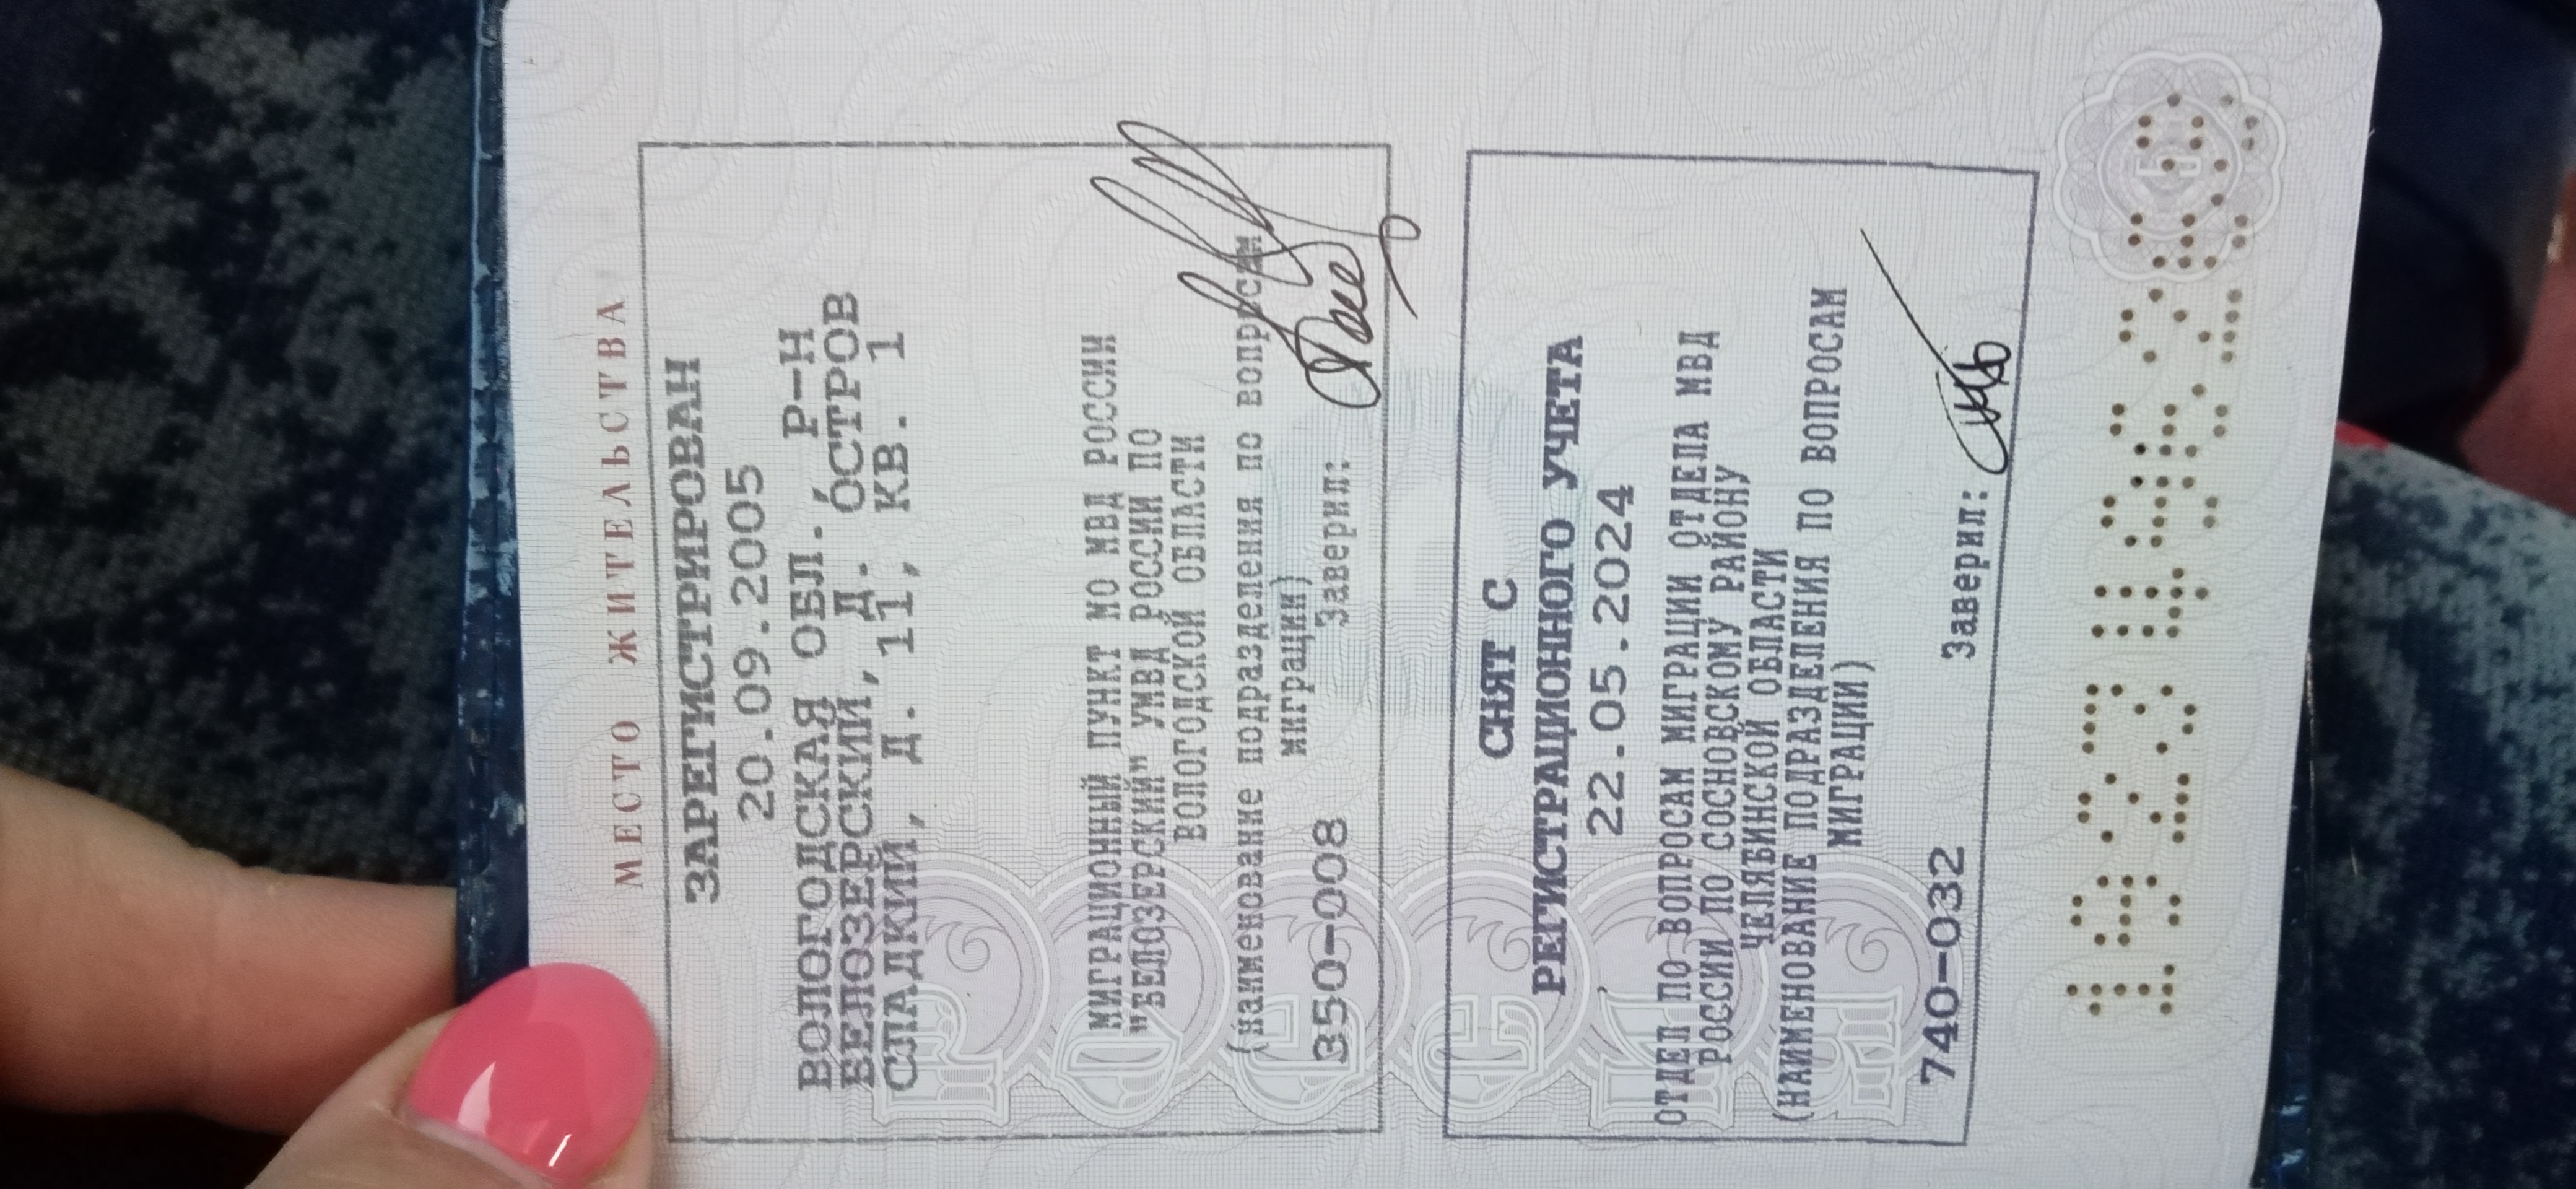 МЕСТО ЖИТЕЛЬСТВА
ЗАРЕГИСТРИРОВАН
20.09.2005
ВОЛОГОДСКАЯ ОБЛ., Р-Н
БЕЛОЗЕРСКИЙ, Д. ОСТРОВ
СЛАДКИЙ, Д. 11, КВ. 1
МИГРАЦИОННЫЙ ПУНКТ МО МВД РОССИИ
"БЕЛОЗЕРСКИЙ" УМВД РОССИИ ПО
ВОЛОГОДСКОЙ ОБЛАСТИ
(наименование подразделения по вопросам
миграции)
350-008 Заверил:
СНЯТ С
РЕГИСТРАЦИОННОГО УЧЕТА
22.05.2024
ОТДЕЛ ПО ВОПРОСАМ МИГРАЦИИ ОТДЕЛА МВД
РОССИИ ПО СОСНОВСКОМУ РАЙОНУ
ЧЕЛЯБИНСКОЙ ОБЛАСТИ
(НАИМЕНОВАНИЕ ПОДРАЗДЕЛЕНИЯ ПО ВОПРОСАМ
МИГРАЦИИ)
740-032 Заверил:
РОССИЯ